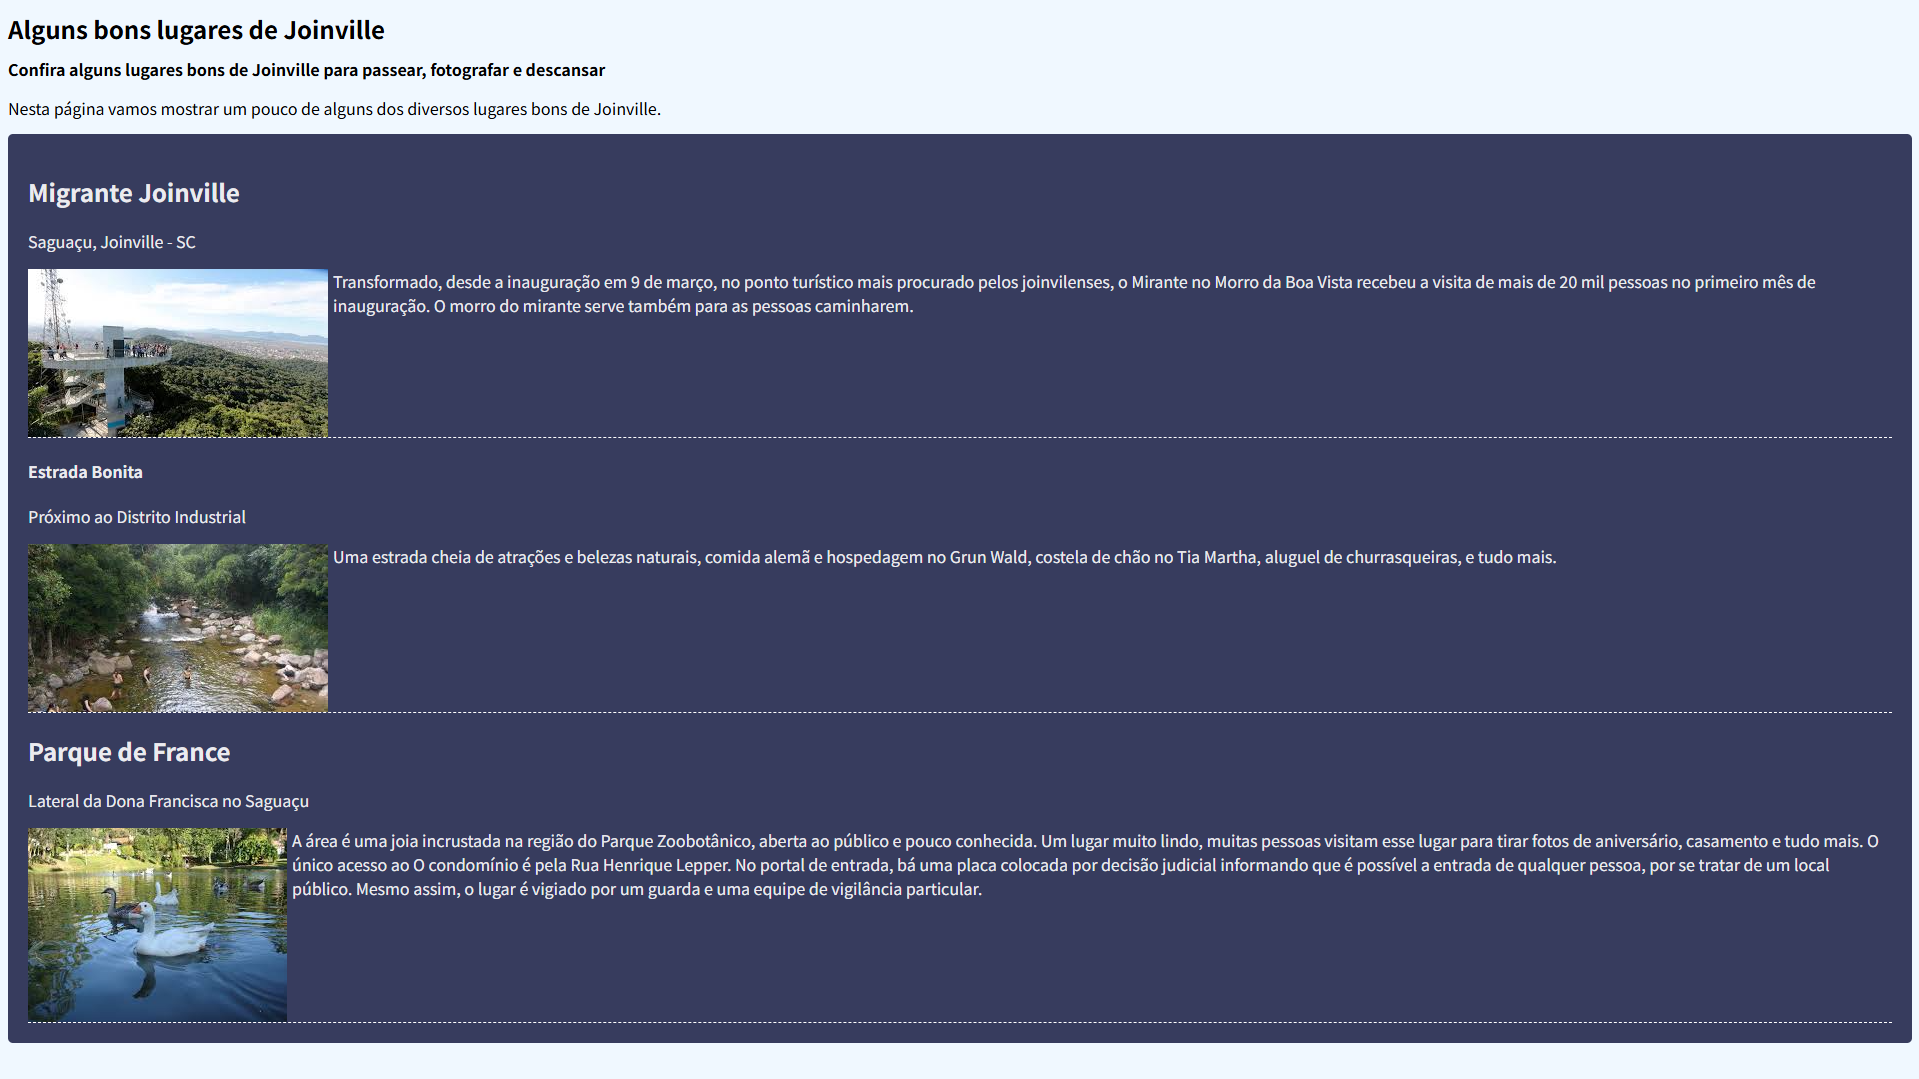 Alguns bons lugares de Joinville
Confira alguns lugares bons de Joinville para passear, fotografar e descansar
Nesta página vamos mostrar um pouco de alguns dos diversos lugares bons de Joinville.
Migrante Joinville
Saguaçu, Joinville - SC
Transformado, desde a inauguração em 9 de março, no ponto turístico mais procurado pelos joinvilenses, o Mirante no Morro da Boa Vista recebeu a visita de mais de 20 mil pessoas no primeiro mês de
inauguração. O morro do mirante serve também para as pessoas caminharem.
Estrada Bonita
Próximo ao Distrito Industrial
Uma estrada cheia de atrações e belezas naturais, comida alemã e hospedagem no Grun Wald, costela de chão no Tia Martha, aluguel de churrasqueiras, e tudo mais.
Parque de France
Lateral da Dona Francisca no Saguaçu
A área é uma joia incrustada na região do Parque Zoobotânico, aberta ao público e pouco conhecida. Um lugar muito lindo, muitas pessoas visitam esse lugar para tirar fotos de aniversário, casamento e tudo mais. O
único acesso ao O condomínio é pela Rua Henrique Lepper. No portal de entrada, bá uma placa colocada por decisão judicial informando que é possível a entrada de qualquer pessoa, por se tratar de um local
público. Mesmo assim, o lugar é vigiado por um guarda e uma equipe de vigilância particular.